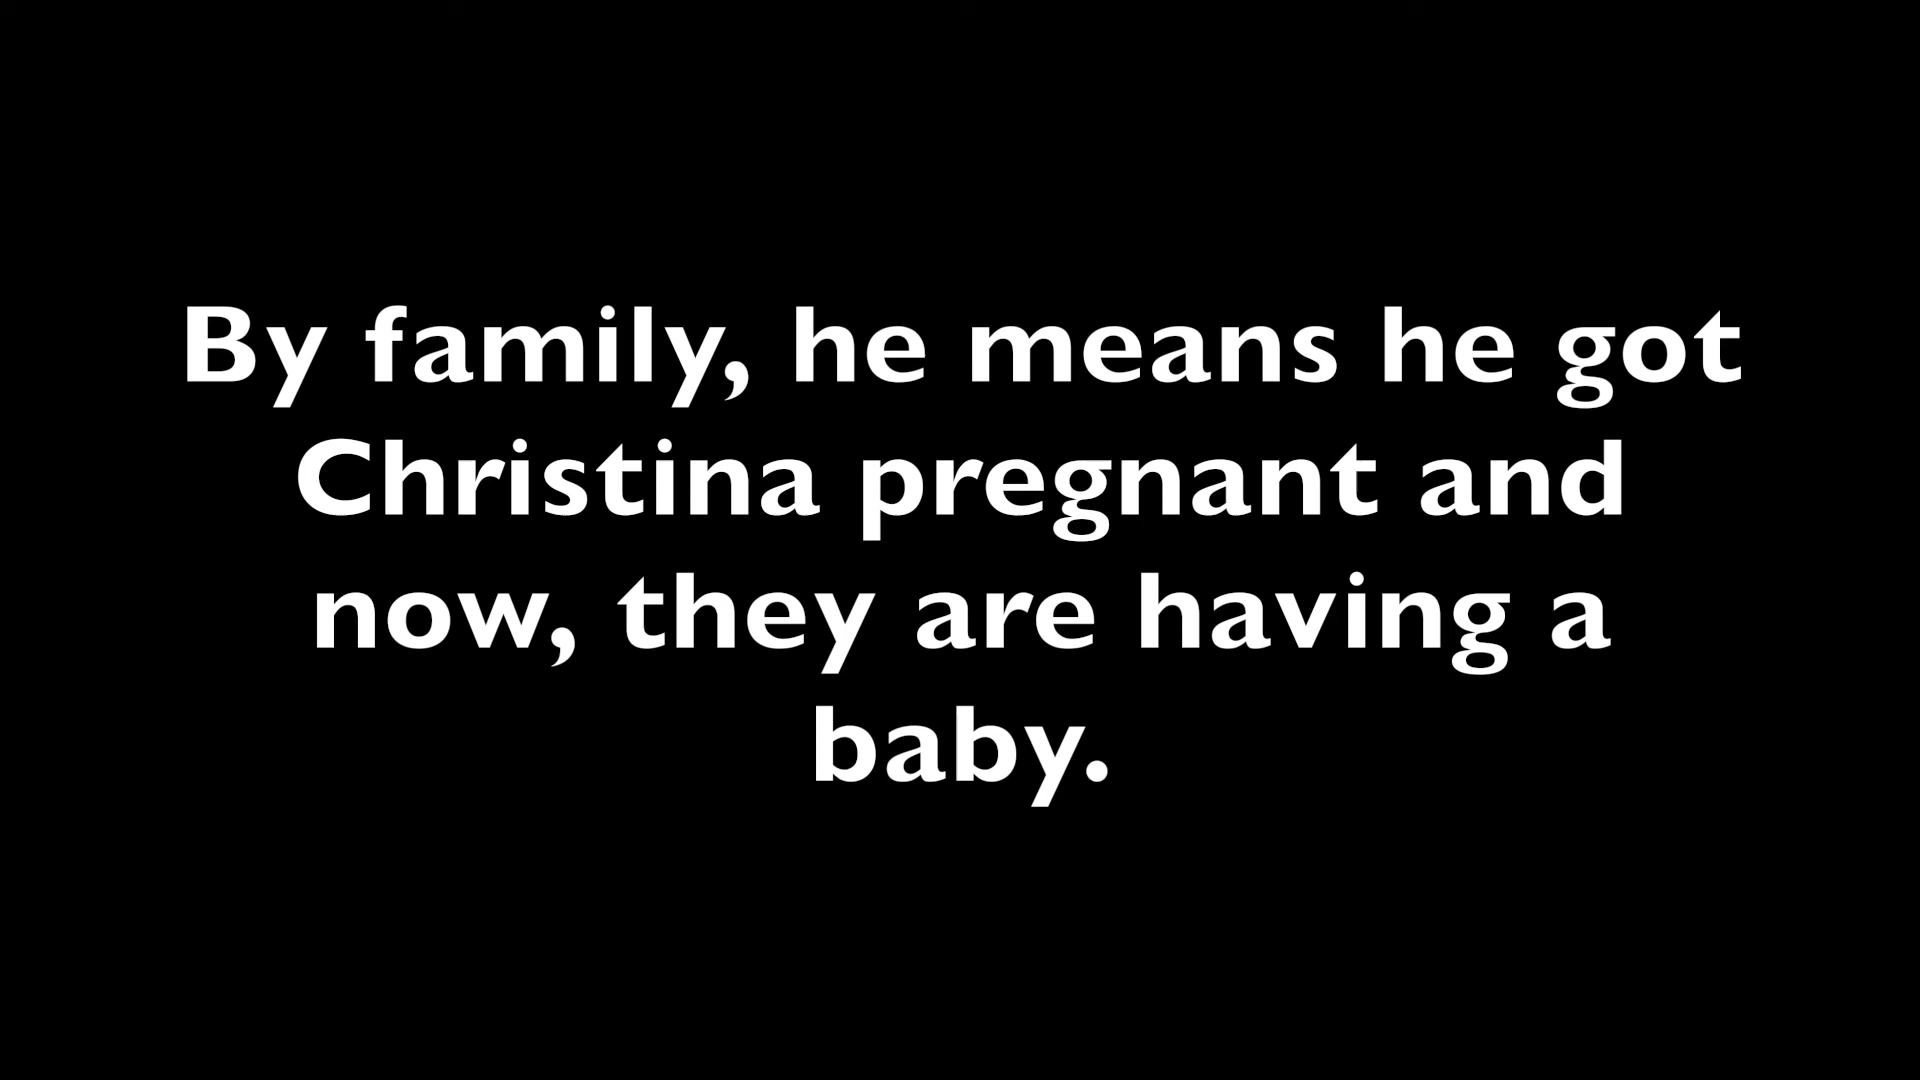 By family, he means he got
Christina pregnant and
now, they are having a
baby.